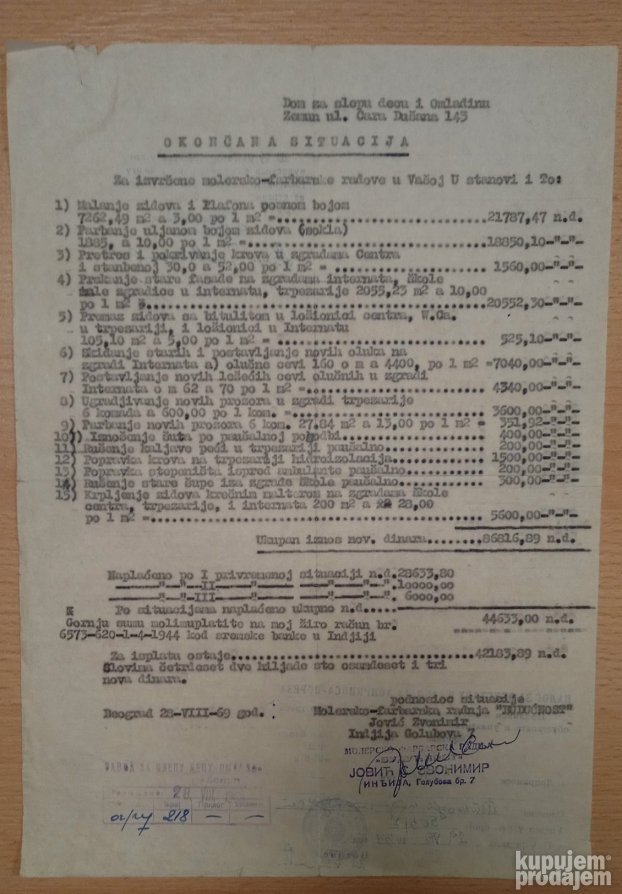 Dom za slepu decu i Omladinu
Zemun ul. Cara Dušana 143
O K O N Č A N A S I T U A C I J A
Za izvršene molersko-farbarske radove u Vašoj U stanovi i To:
1) Malanje zidova i Plafona posnom bojom
7262,49 m2 a 3,00 po 1 m2 =..............................21787,47 n.d.
2) Farbanje uljanom bojom zidova (sokla)
1885, a 10,00 po 1 m2 =..................................18850,10-"-"-
3) Pretres i pokrivanje krova u zgradama Centra
i stanbenoj 30,0 a 52,00 po 1 m2 =.......................1560,00-"-"-
4) Prskanje stare fasade na zgradama internata, škole
male zgradice u internatu, trpezarije 2055,23 m2 a 10,00
po 1 m2 .................................................20552,30-"-"-
5) Premaz zidova sa bitulitom u ložionici centra, W.Ca.
u trpezariji, i ložionici u Internatu
105,10 m2 a 5,00 po 1 m2 =...............................525,10-"-"-
6) Skidanje starih i postavljanje novih oluka na
zgradi Internata a) olučne cevi 160 o m a 4400, po 1 m2 =7040,00-"-"-
7) Postavljanje novih ležećih cevi olučnih u zgradi
Internata o m 62 a 70 po 1 m2 =..........................4340,00-"-"-
8) Ugradjivanje novih prozora u zgradi trpezarije
6 komada a 600,00 po 1 kom. =............................3600,00-"-"-
9) Farbanje novih prozora 6 kom. 27.84 m2 a 13,00 po 1 m2 = 351,92-"-"-
10) Iznošenje šuta po paušalnoj pogodbi..................400,00-"-"-
11) Rušenje kaljave peći u trpezariji paušalno...........200,00-"-"-
12) Popravka krova na trpezariji hidroizolacija..........1500,00-"-"-
13) Popravka stepeništa ispred ambulante paušalno........200,00-"-"-
14) Rušenje stare šupe iza zgrade škole paušalno.........300,00-"-"-
15) Krpljenje zidova krečnim malterom na zgradama škole
centra, trpezarije, i internata 200 m2 a 28,00
po 1 m2=.................................................5600,00-"-"-
Ukupan iznos nov. dinara...86816,89 n.d.
Naplaćeno po I privremenoj situaciji n.d.28633,80
-"- -"- II -"- -"- -"- 10000,00
-"- -"- III -"- -"- -"- 6000,00
Po situacijama naplaćeno ukupno n.d...... 44633,00 n.d.
Gornju sumu molimuplatite na moj žiro račun br.
6573-620-1-4-1944 kod sremske banke u Indjiji
Za isplatu ostaje........................42183,89 n.d.
Slovima četrdeset dve hiljade sto osamdeset i tri
nova dinara.
podnosioc situacije
Beograd 28-VIII-69 god. Molersko-farbarska radnja "BUDUĆNOST"
Jović Zvonimir
Indjija Golubova 7
МОЛЕРСКО-ФАРБАРСКА РАДЊА
ЈОВИЋ С. ЗВОНИМИР
ИНЂИЈА, Голубова бр. 7
28 VIII
218 — —
kupujem
prodajem